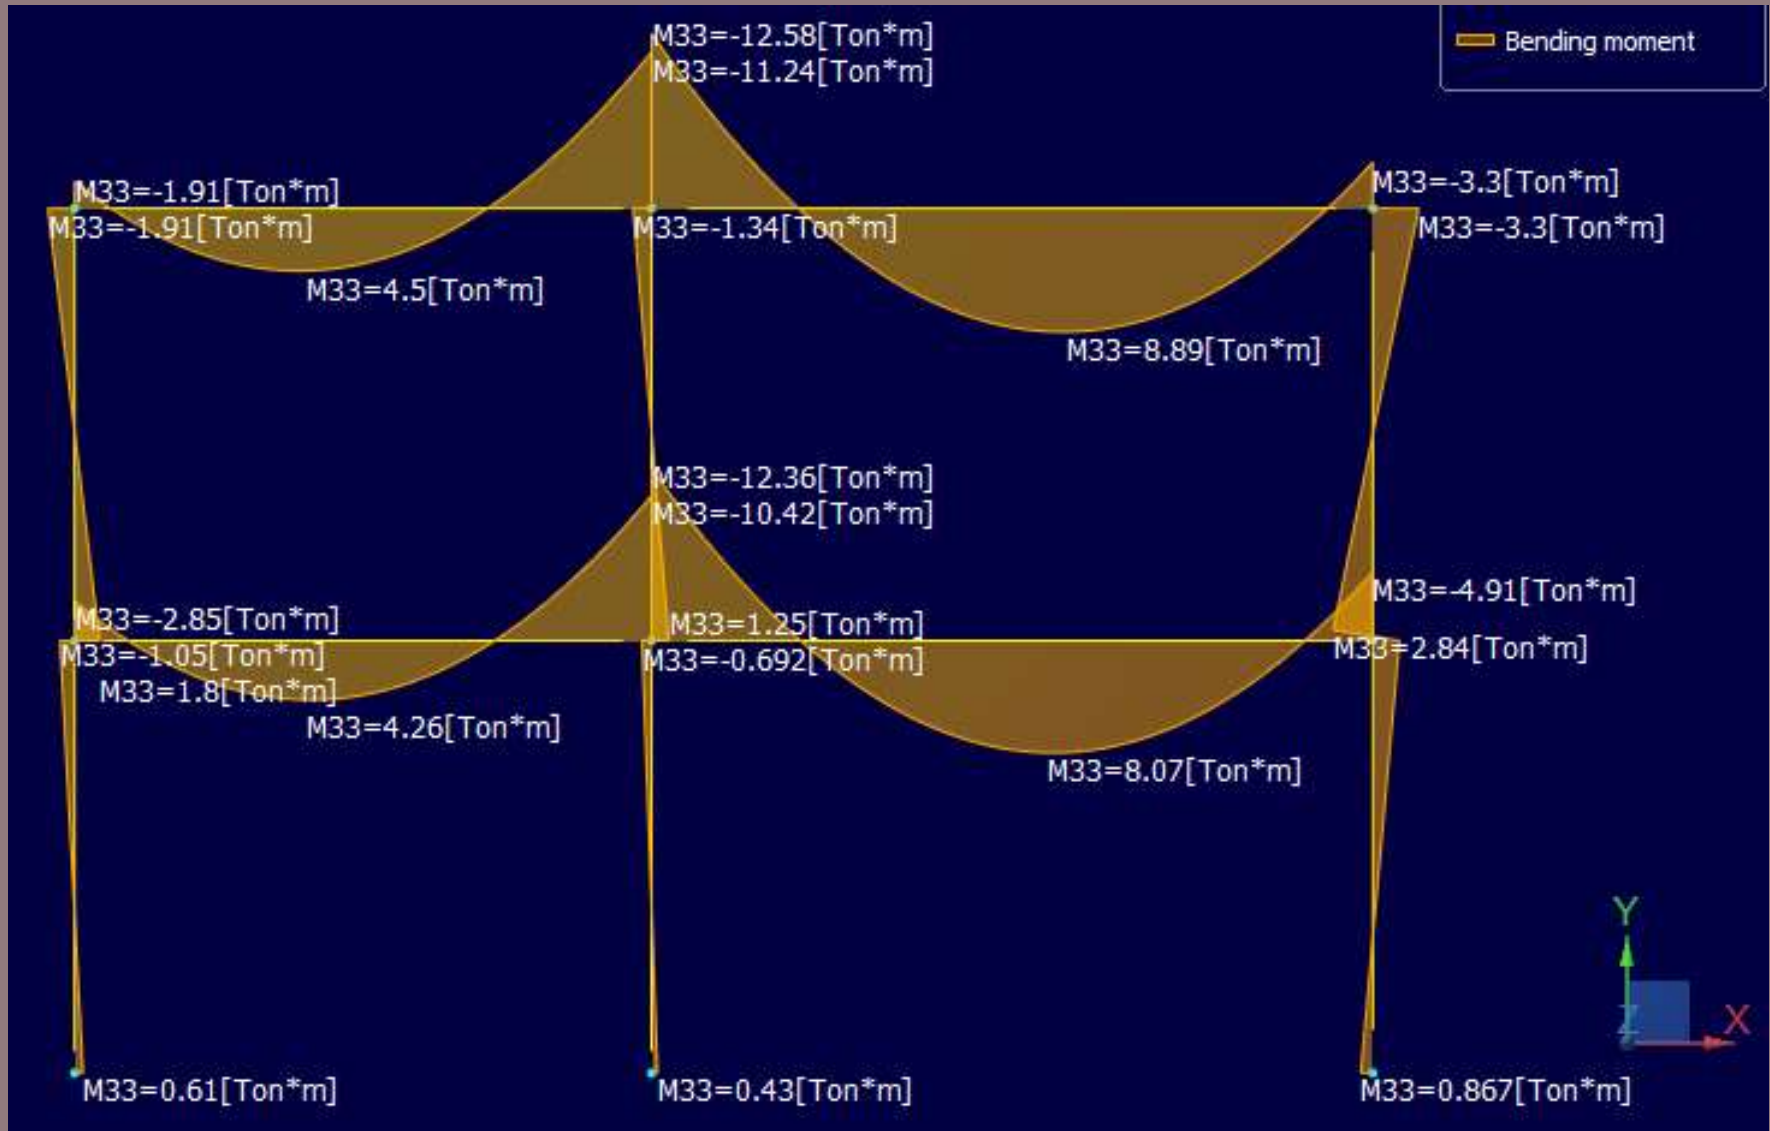 M33=-12.58[Ton*m]
M33=-11.24[Ton*m]
Bending moment
M33=-1.91[Ton*m]
M33=-3.3[Ton*m]
M33=-1.91[Ton*m]
M33=-1.34[Ton*m]
M33=-3.3[Ton*m]
M33=4.5[Ton*m]
M33=8.89[Ton*m]
M33=-12.36[Ton*m]
M33=-10.42[Ton*m]
M33=-4.91[Ton*m]
M33=-2.85[Ton*m]
M33=1.25[Ton*m]
M33=2.84[Ton*m]
M33=-1.05[Ton*m]
M33=-0.692[Ton*m]
M33=1.8[Ton*m]
M33=4.26[Ton*m]
M33=8.07[Ton*m]
Y
Z
X
M33=0.61[Ton*m]
M33=0.43[Ton*m]
M33=0.867[Ton*m]